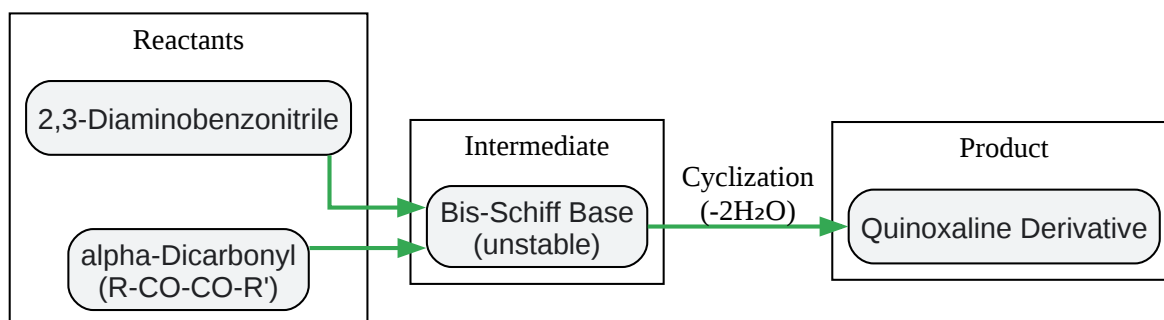 Reactants
2,3-Diaminobenzonitrile
alpha-Dicarbonyl
(R-CO-CO-R')
Intermediate
Bis-Schiff Base
(unstable)
Cyclization
(-2H₂O)
Product
Quinoxaline Derivative